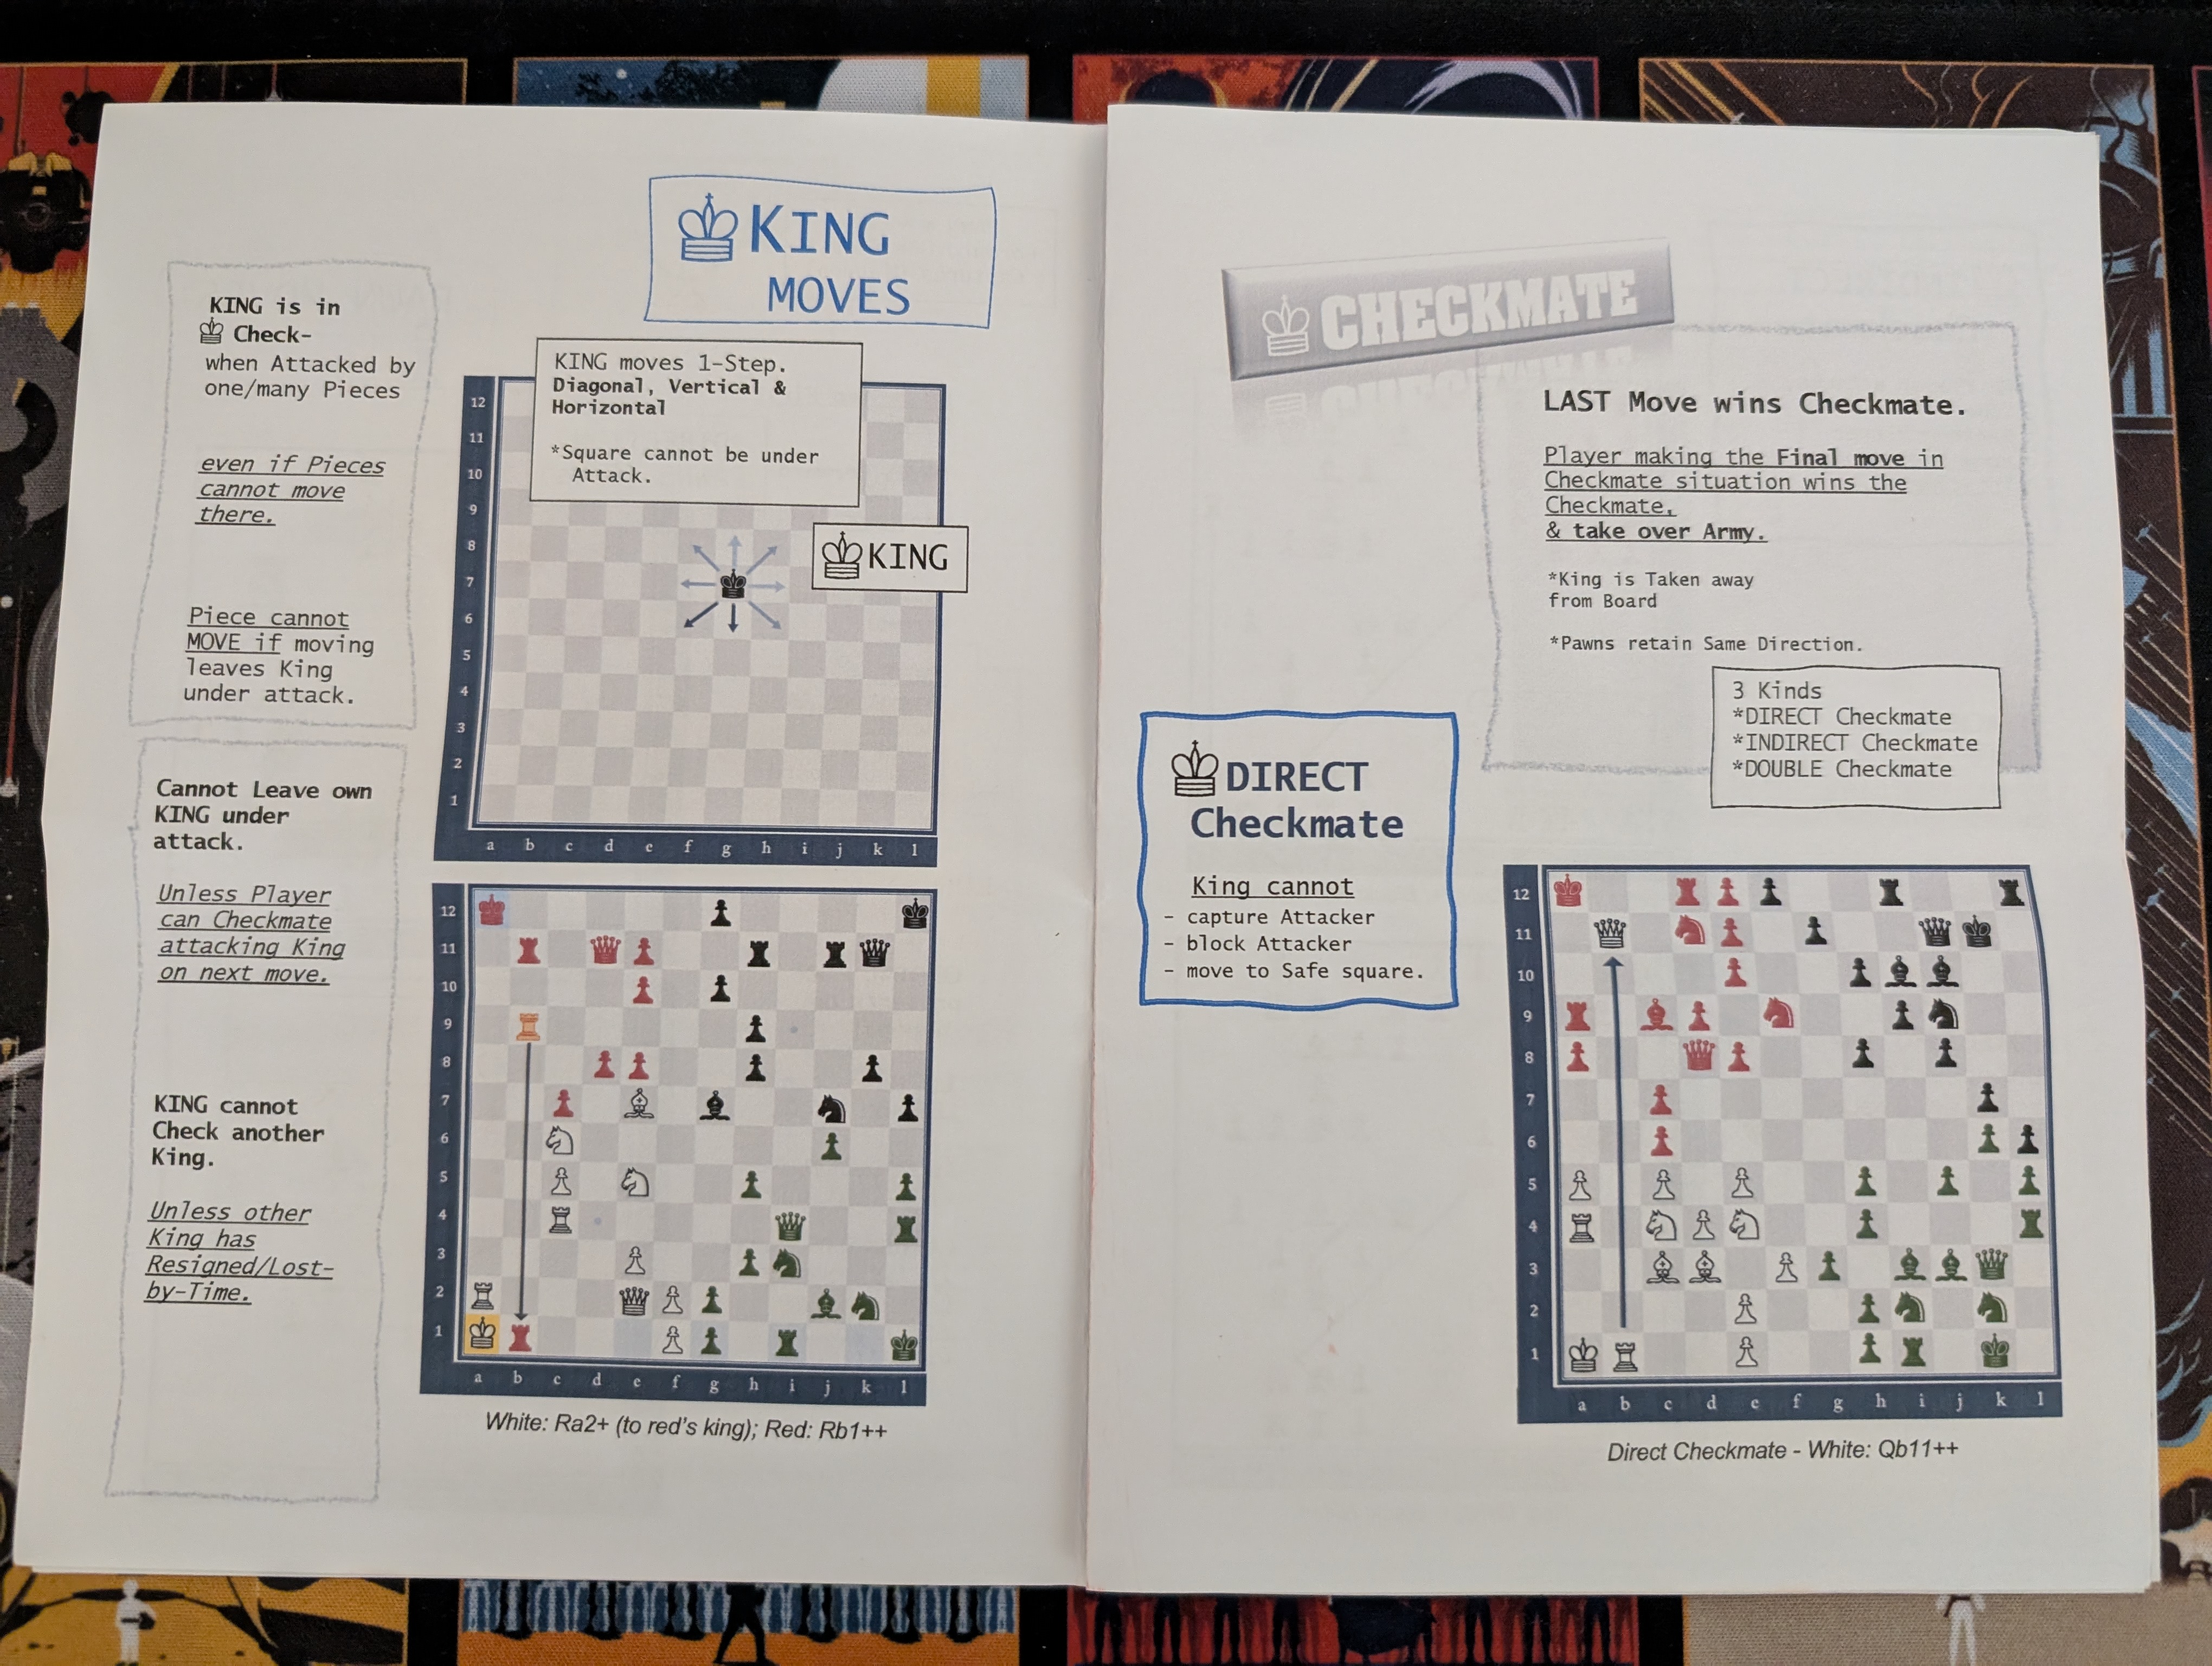 KING
MOVES
KING is in
Check-
when Attacked by
one/many Pieces
even if Pieces
cannot move
there.
Piece cannot
MOVE if moving
leaves King
under attack.
Cannot Leave own
KING under
attack.
Unless Player
can Checkmate
attacking King
on next move.
KING cannot
Check another
King.
Unless other
King has
Resigned/Lost-
by-Time.
KING moves 1-Step.
Diagonal, Vertical &
Horizontal
*Square cannot be under
Attack.
KING
12
11
10
9
8
7
6
5
4
3
2
1
a b c d e f g h i j k l
12
11
10
9
8
7
6
5
4
3
2
1
a b c d e f g h i j k l
White: Ra2+ (to red's king); Red: Rb1++
CHECKMATE
LAST Move wins Checkmate.
Player making the Final move in
Checkmate situation wins the
Checkmate,
& take over Army.
*King is Taken away
from Board
*Pawns retain Same Direction.
3 Kinds
*DIRECT Checkmate
*INDIRECT Checkmate
*DOUBLE Checkmate
DIRECT
Checkmate
King cannot
- capture Attacker
- block Attacker
- move to Safe square.
12
11
10
9
8
7
6
5
4
3
2
1
a b c d e f g h i j k l
Direct Checkmate - White: Qb11++